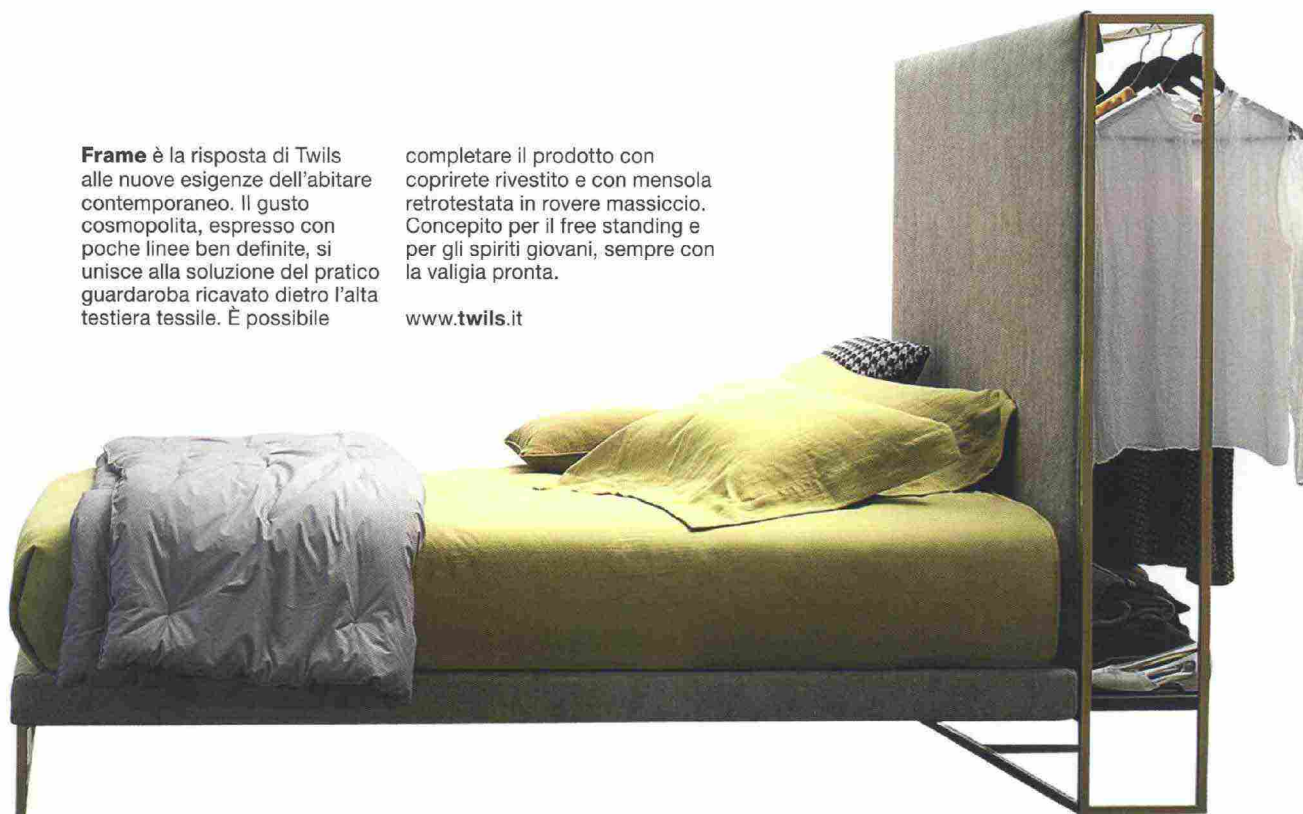 Frame è la risposta di Twils
alle nuove esigenze dell'abitare
contemporaneo. Il gusto
cosmopolita, espresso con
poche linee ben definite, si
unisce alla soluzione del pratico
guardaroba ricavato dietro l'alta
testiera tessile. È possibile
completare il prodotto con
coprirete rivestito e con mensola
retrotestata in rovere massiccio.
Concepito per il free standing e
per gli spiriti giovani, sempre con
la valigia pronta.
www.twils.it